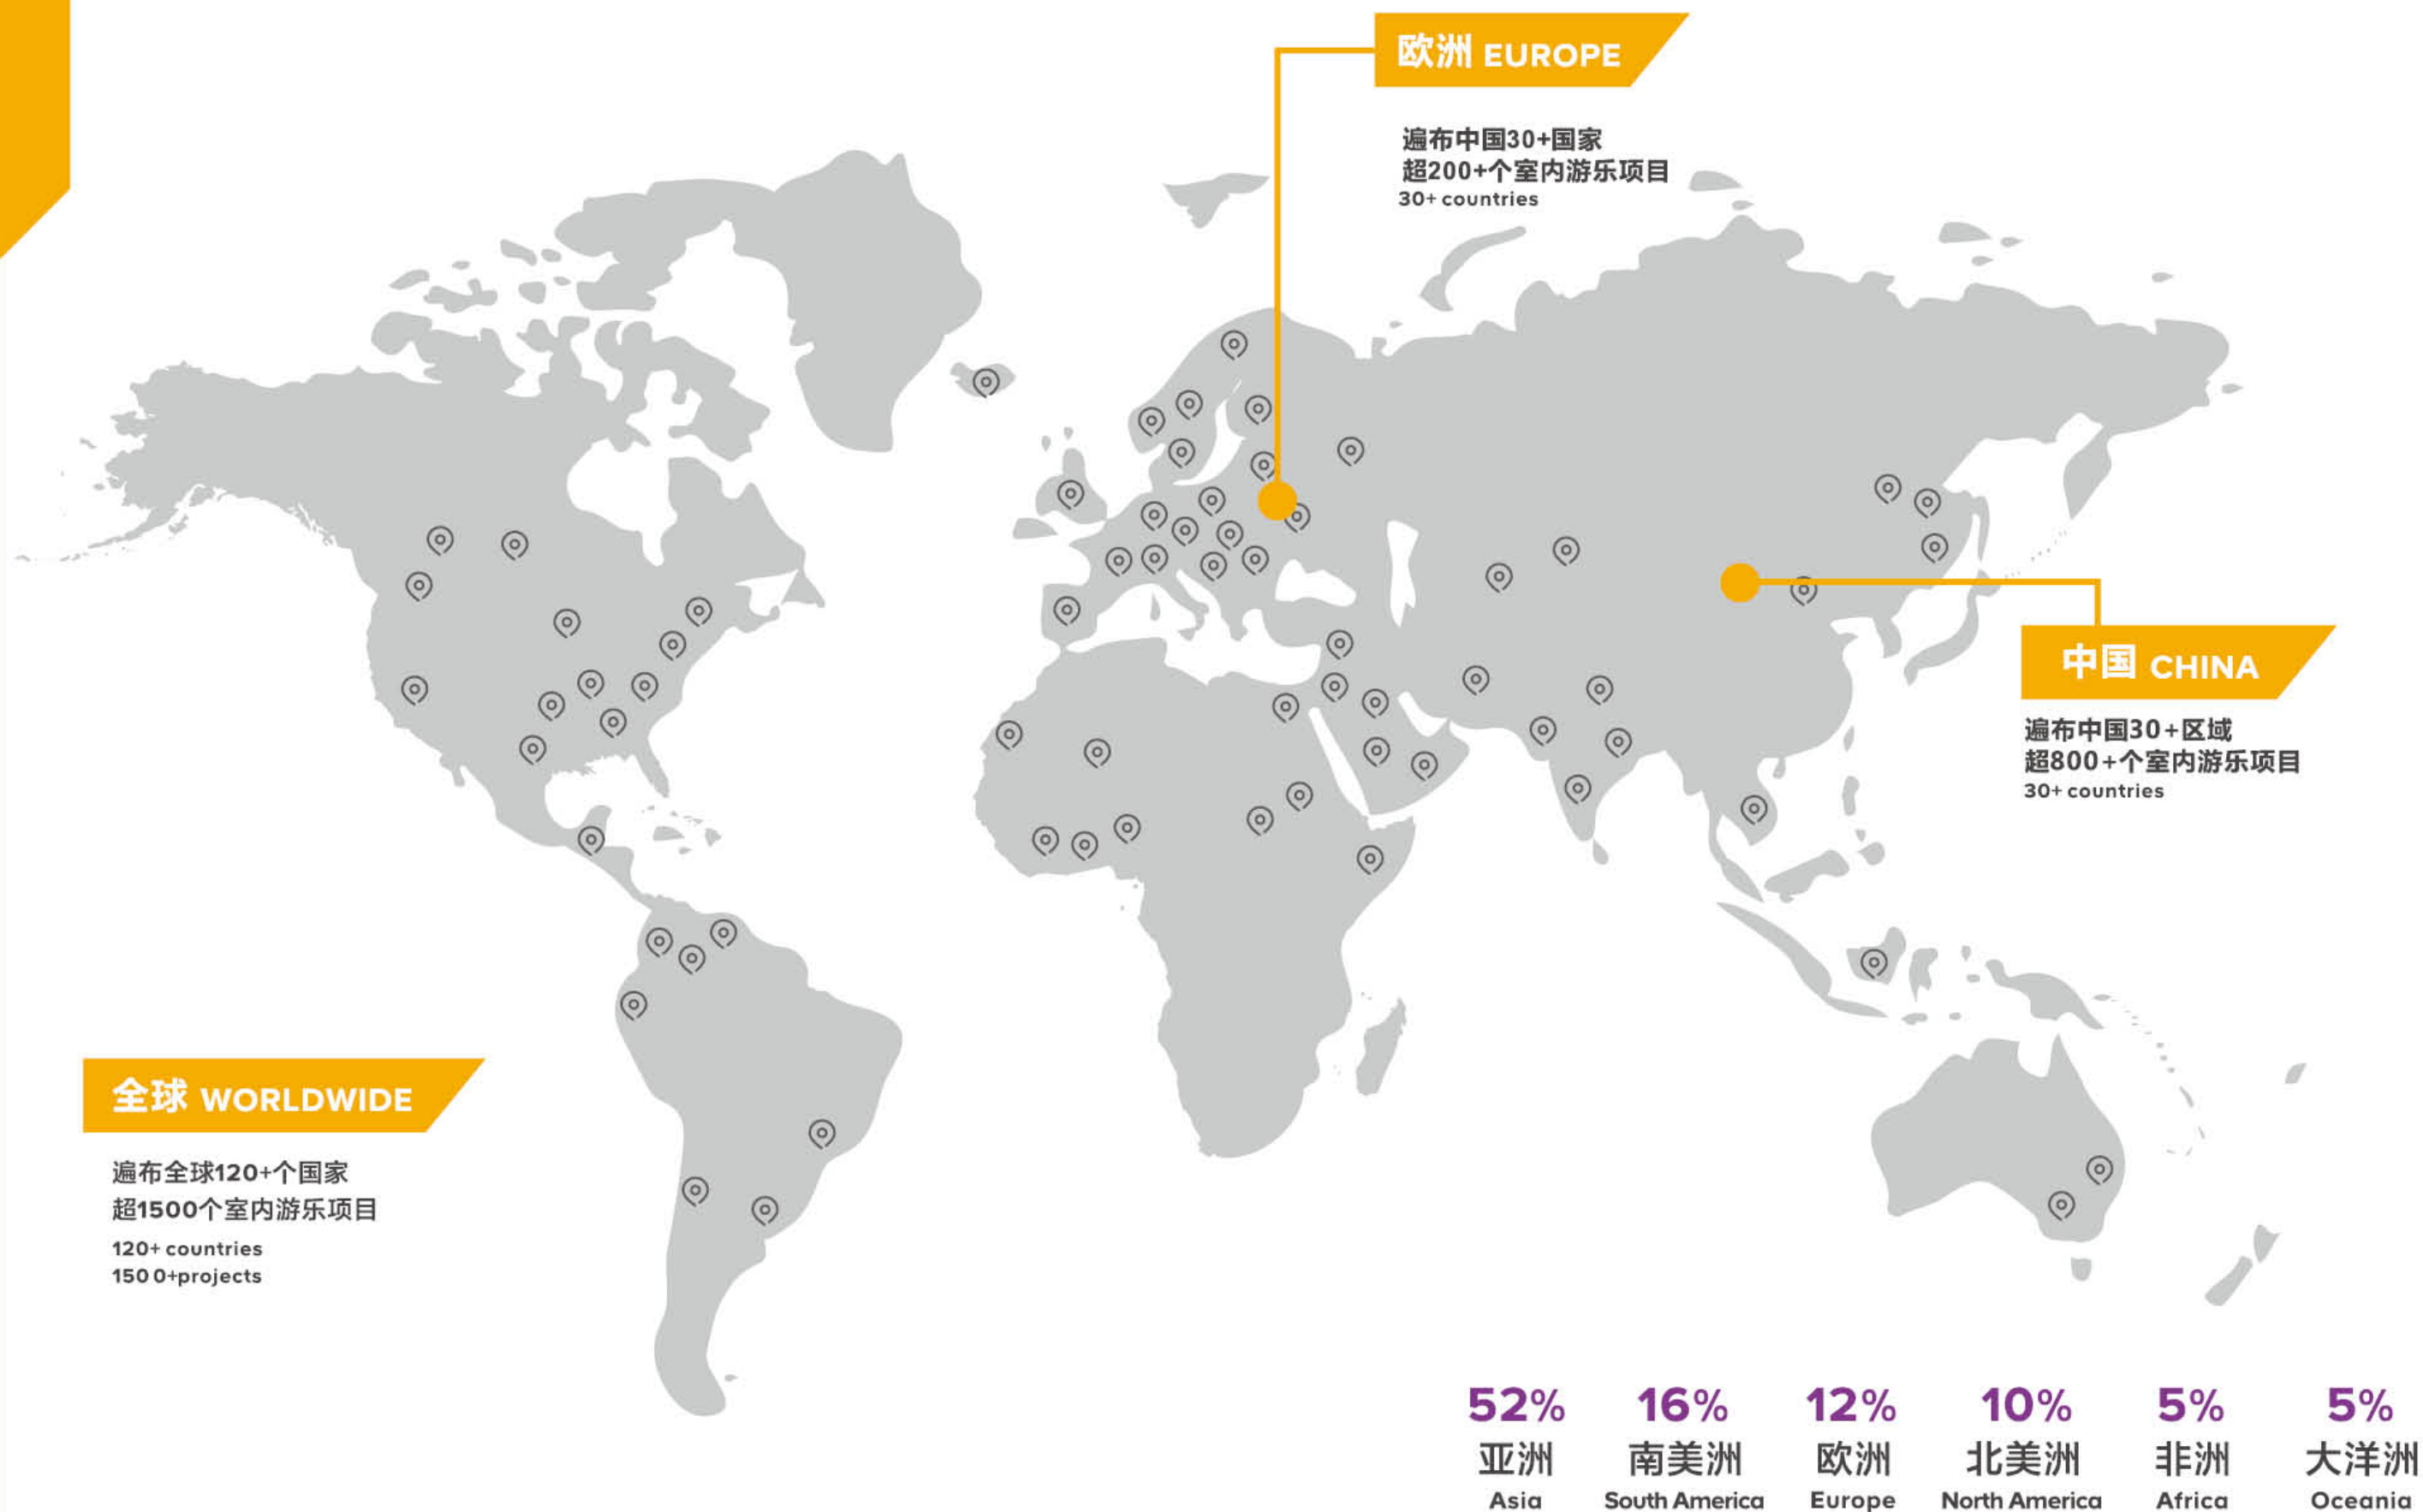 欧洲 EUROPE
遍布中国30+国家
超200+个室内游乐项目
30+ countries
中国 CHINA
遍布中国30+区域
超800+个室内游乐项目
30+ countries
全球 WORLDWIDE
遍布全球120+个国家
超1500个室内游乐项目
120+ countries
150 0+projects
52% 16% 12% 10% 5% 5%
亚洲 南美洲 欧洲 北美洲 非洲 大洋洲
Asia South America Europe North America Africa Oceania